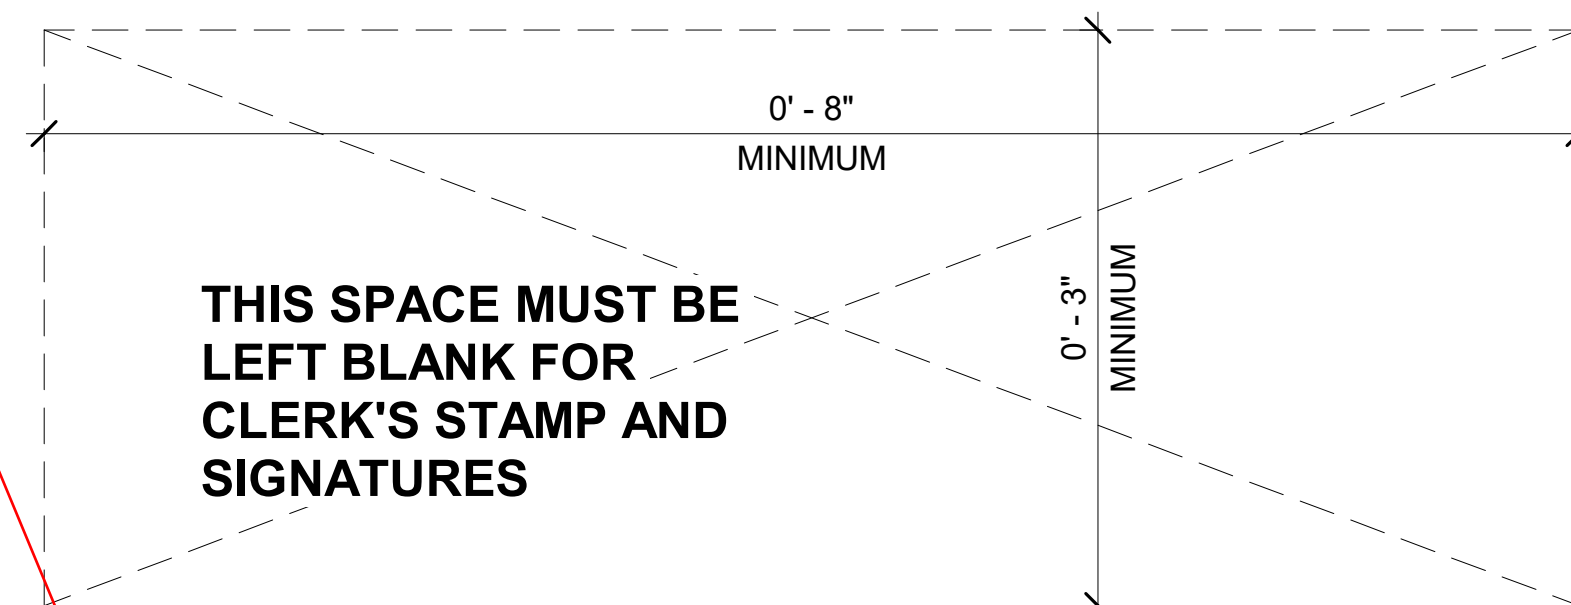 0' - 8"
MINIMUM
0' - 3"
MINIMUM
THIS SPACE MUST BE
LEFT BLANK FOR
CLERK'S STAMP AND
SIGNATURES